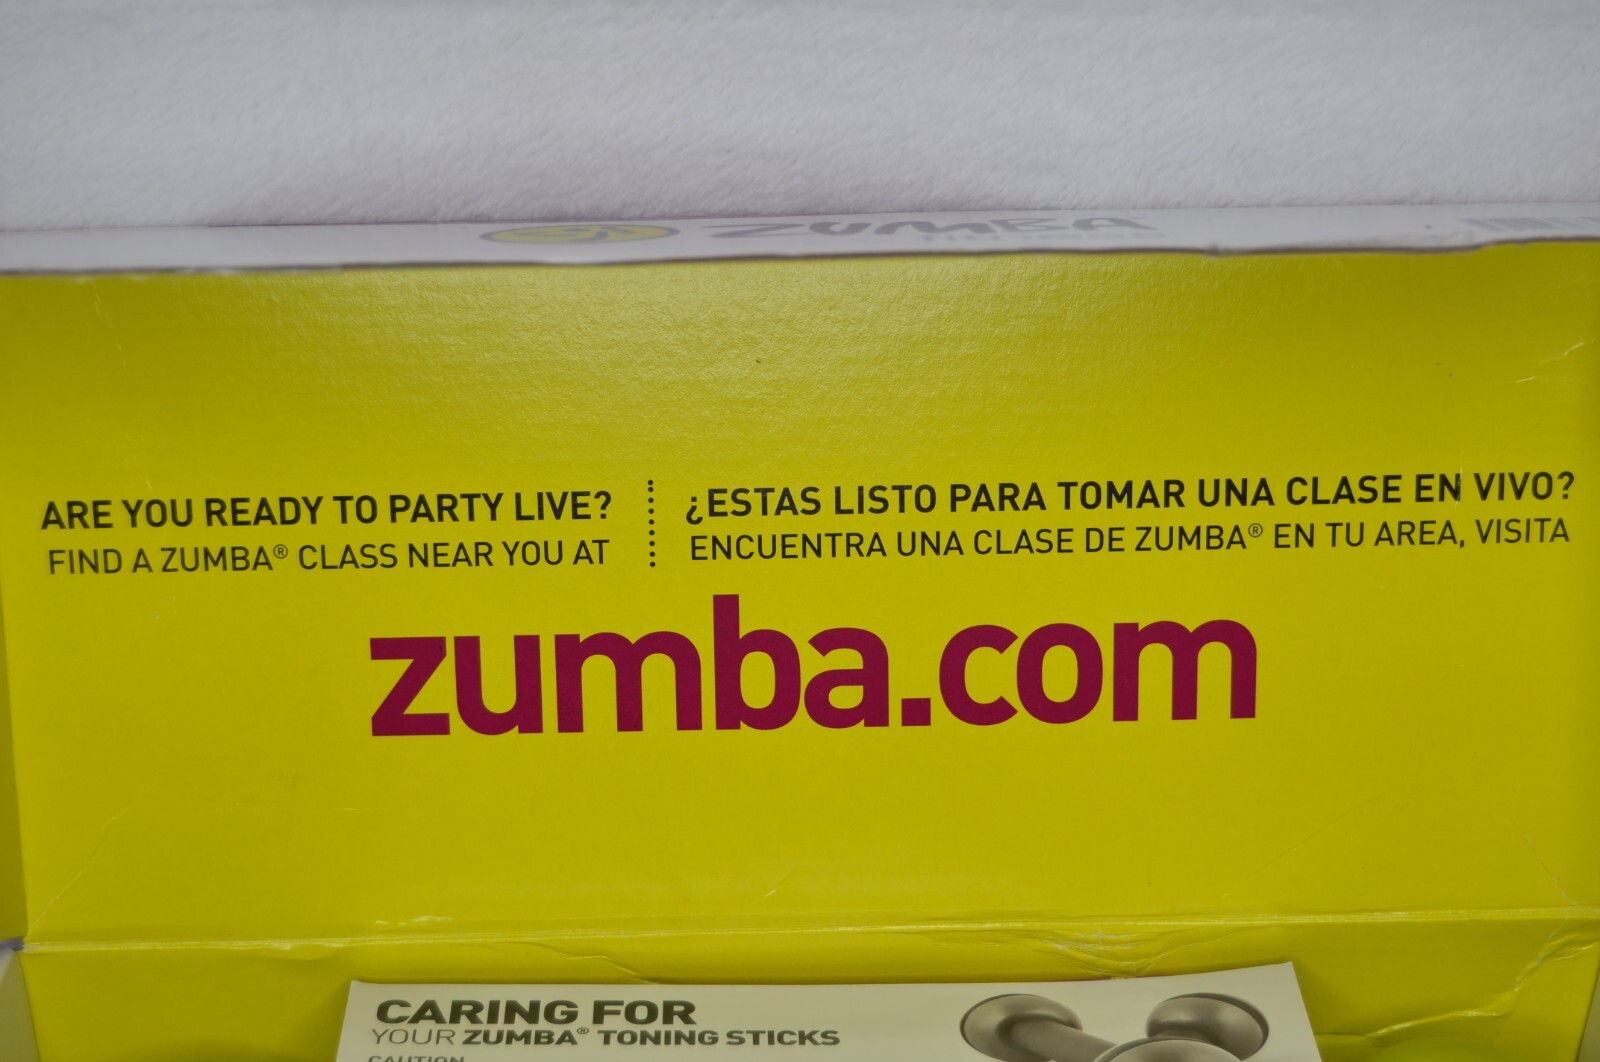 ZUMBA
ARE YOU READY TO PARTY LIVE?
FIND A ZUMBA® CLASS NEAR YOU AT
¿ESTAS LISTO PARA TOMAR UNA CLASE EN VIVO?
ENCUENTRA UNA CLASE DE ZUMBA® EN TU AREA, VISITA
zumba.com
CARING FOR
YOUR ZUMBA® TONING STICKS
CAUTION